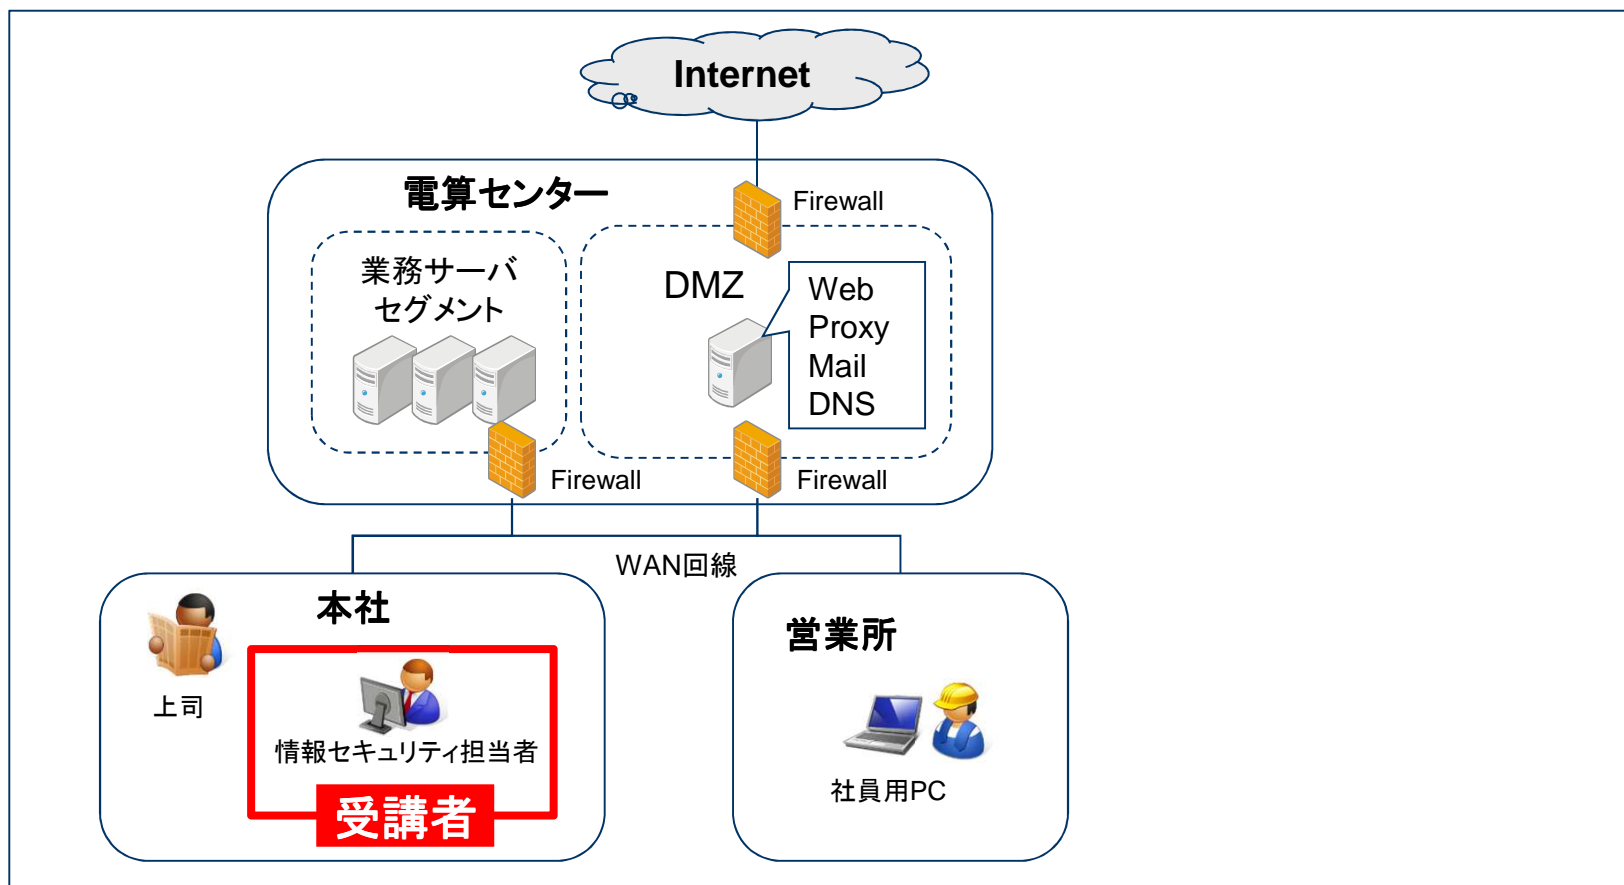 Internet
電算センター
Firewall
業務サーバ
セグメント
DMZ
Web
Proxy
Mail
DNS
Firewall
Firewall
WAN回線
本社
上司
情報セキュリティ担当者
受講者
営業所
社員用PC